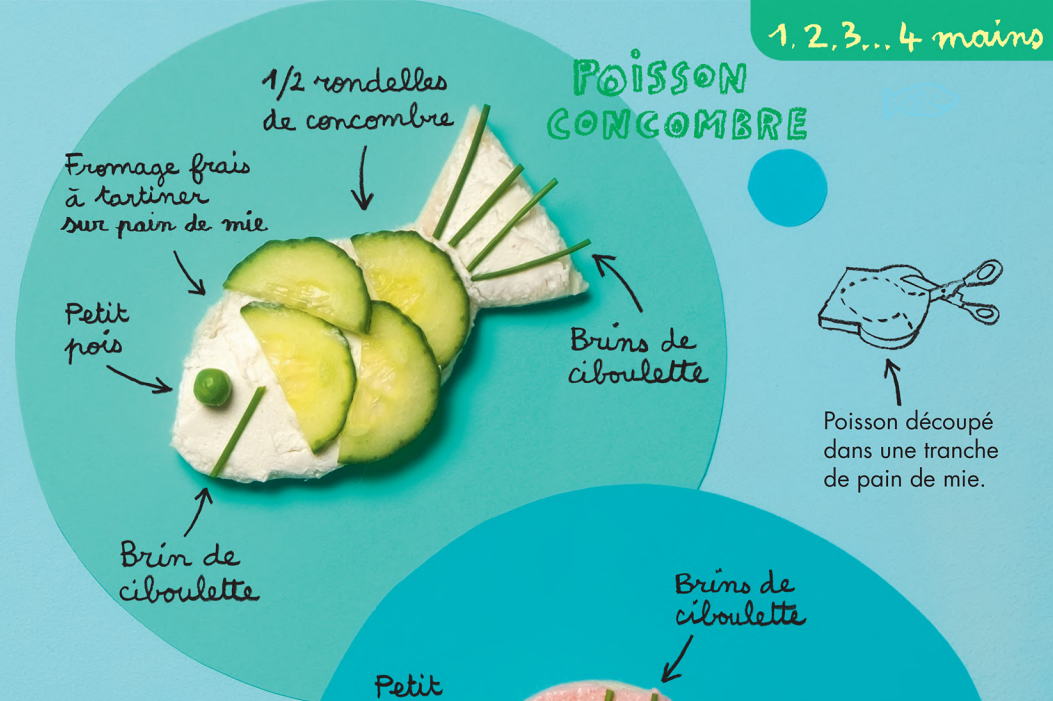 1, 2, 3... 4 mains
POISSON
CONCOMBRE
1/2 rondelles
de concombre
Fromage frais
à tartiner
sur pain de mie
Petit
pois
Brins de
ciboulette
Poisson découpé
dans une tranche
de pain de mie.
Brin de
ciboulette
Brins de
ciboulette
Petit